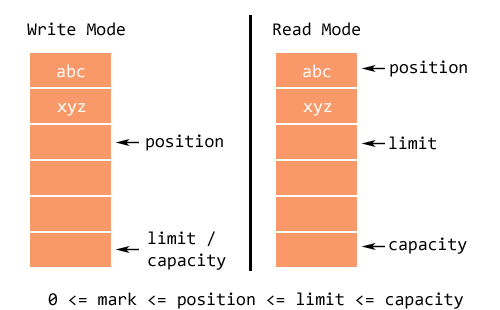 Write Mode
abc
xyz
position
limit /
capacity
Read Mode
abc
xyz
position
limit
capacity
0 <= mark <= position <= limit <= capacity